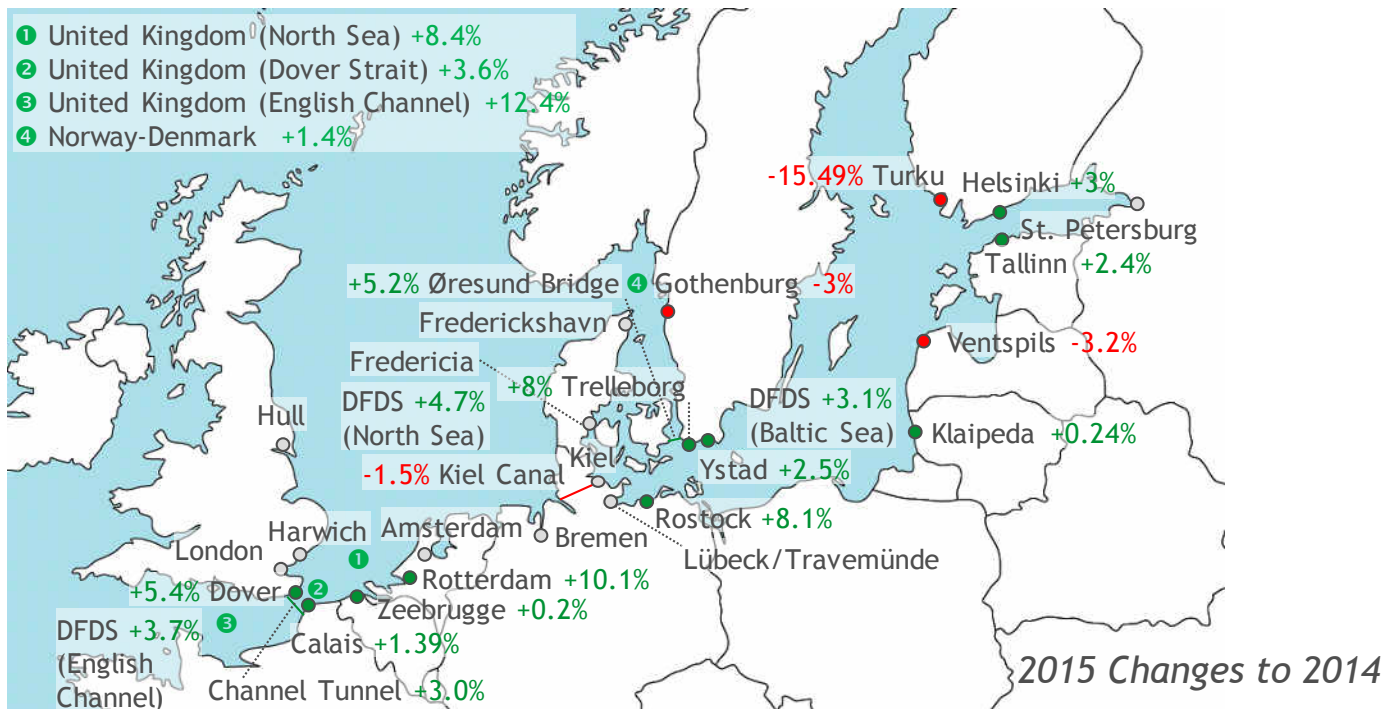 ❶ United Kingdom (North Sea) +8.4%
❷ United Kingdom (Dover Strait) +3.6%
❸ United Kingdom (English Channel) +12.4%
❹ Norway-Denmark +1.4%
-15.49% Turku
Helsinki +3%
St. Petersburg
Tallinn +2.4%
+5.2% Øresund Bridge ❹ Gothenburg -3%
Frederickshavn
Ventspils -3.2%
Fredericia
+8% Trelleborg
DFDS +4.7%
(North Sea)
DFDS +3.1%
(Baltic Sea)
Hull
Klaipeda +0.24%
Kiel
-1.5% Kiel Canal
Ystad +2.5%
Rostock +8.1%
Harwich
Amsterdam
Bremen
London
❶
Lübeck/Travemünde
Rotterdam +10.1%
+5.4% Dover
❷
Zeebrugge +0.2%
❸
DFDS +3.7%
(English
Channel)
Calais +1.39%
Channel Tunnel +3.0%
2015 Changes to 2014